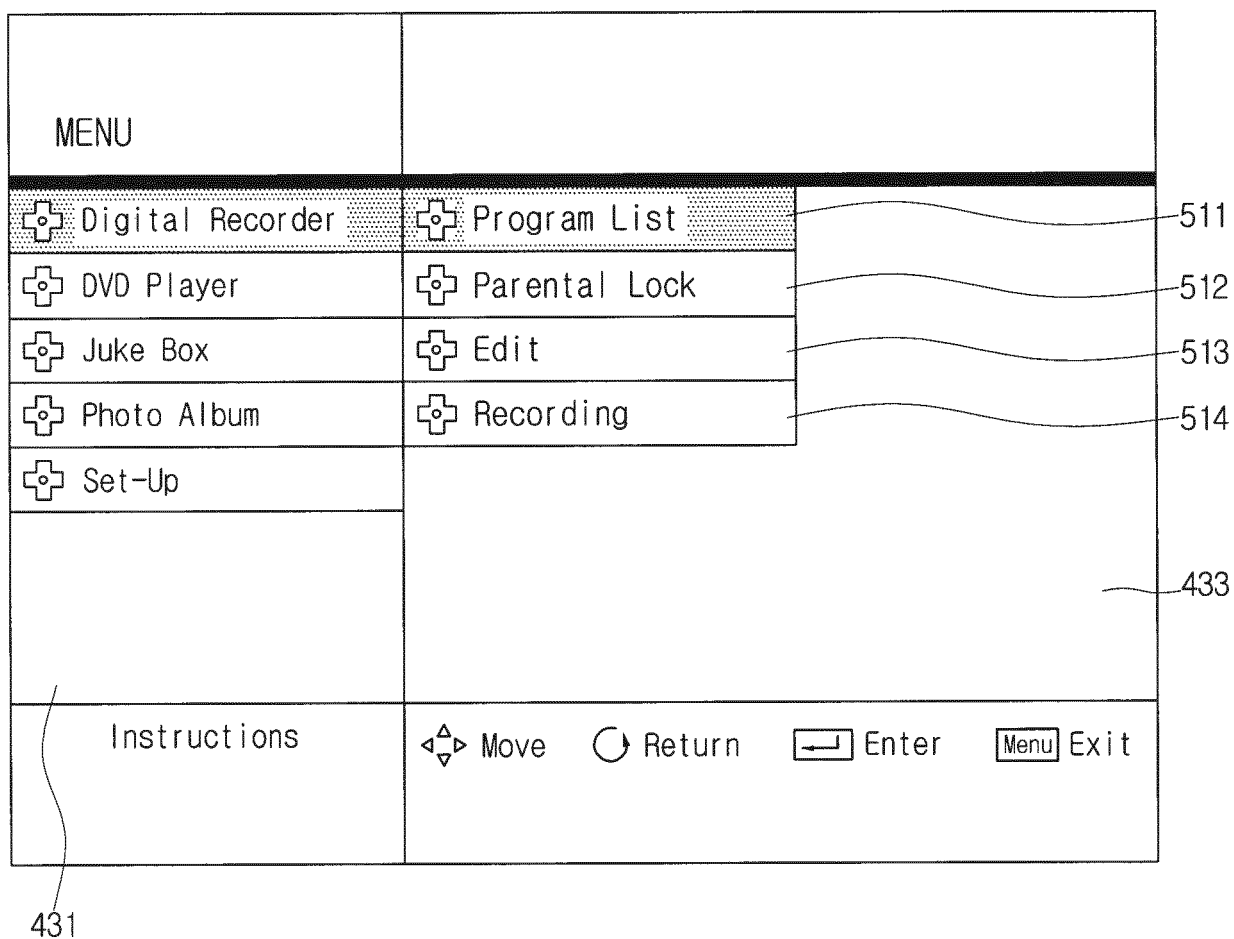 MENU
Digital Recorder Program List 511
DVD Player Parental Lock 512
Juke Box Edit 513
Photo Album Recording 514
Set-Up
433
Instructions Move Return Enter Menu Exit
431